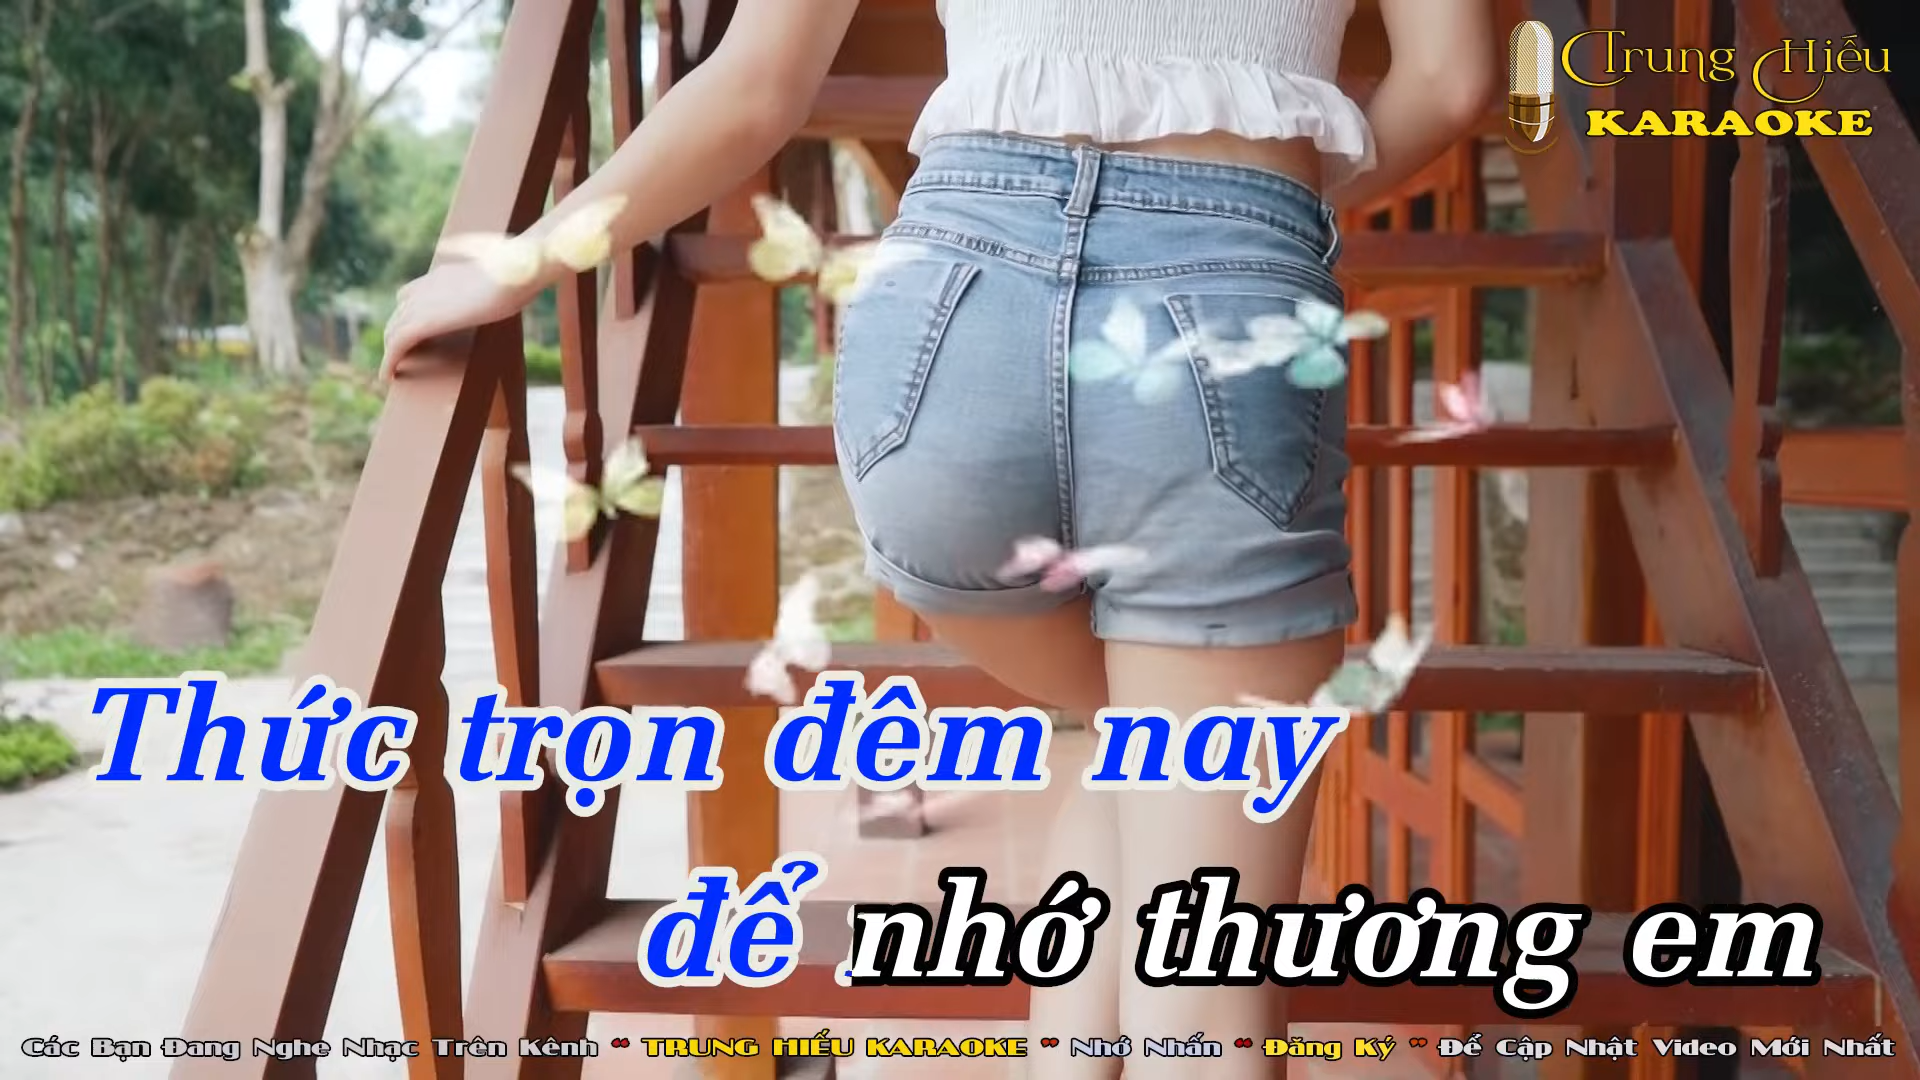 Trung Hiếu
KARAOKE
Thức trọn đêm nay
để nhớ thương em
Các Bạn Đang Nghe Nhạc Trên Kênh “ TRUNG HIẾU KARAOKE ” Nhớ Nhấn “ Đăng Ký ” Để Cập Nhật Video Mới Nhất